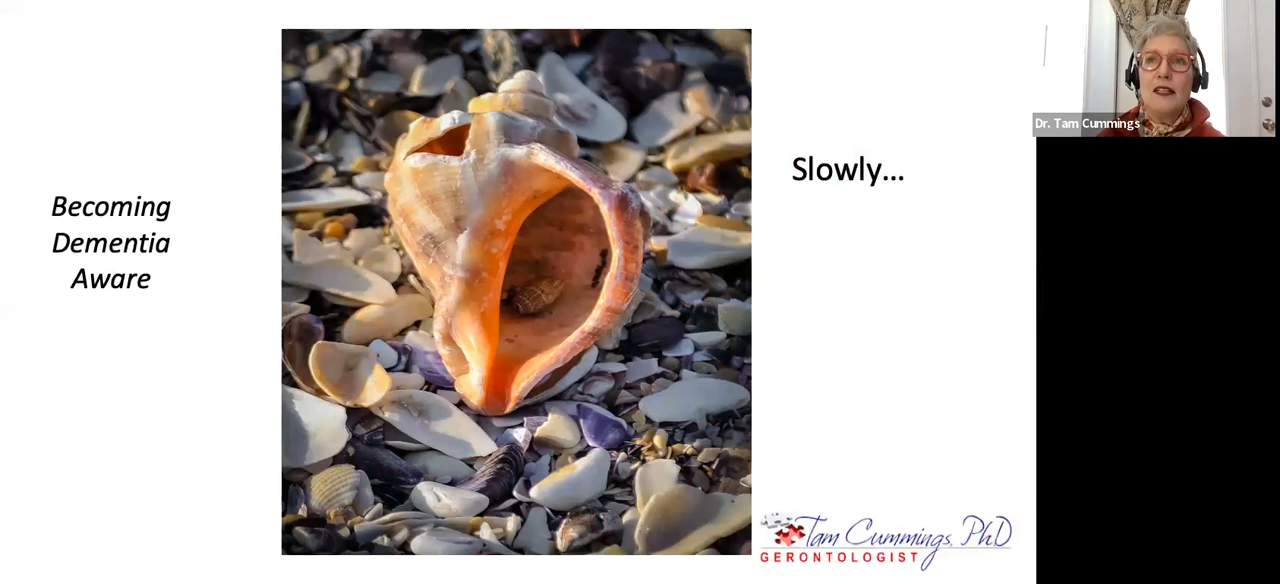 Becoming
Dementia
Aware
Slowly...
Dr. Tam Cummings
Tam Cummings, PhD
GERONTOLOGIST